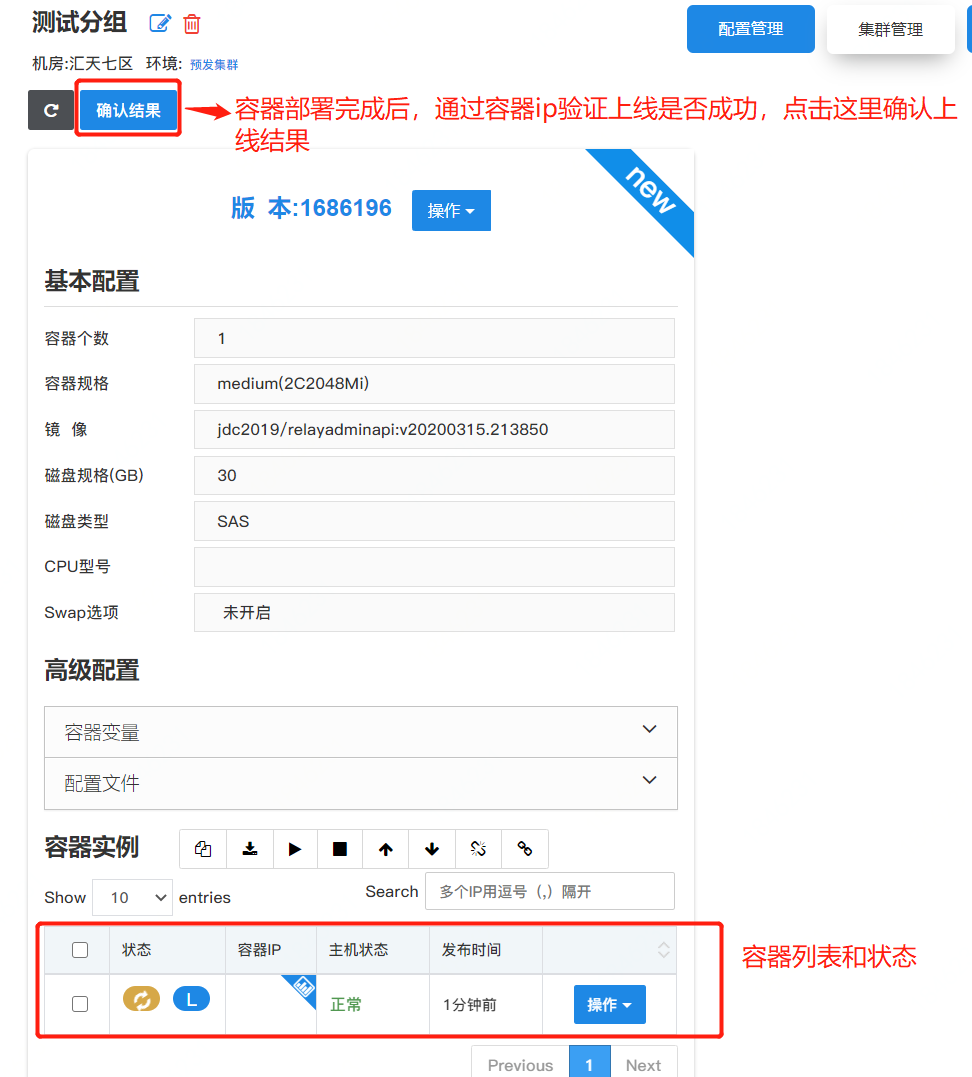 测试分组
配置管理
集群管理
机房:汇天七区 环境: 预发集群
确认结果
容器部署完成后，通过容器ip验证上线是否成功，点击这里确认上
线结果
new
版 本:1686196
操作
基本配置
容器个数 1
容器规格 medium(2C2048Mi)
镜 像 jdc2019/relayadminapi:v20200315.213850
磁盘规格(GB) 30
磁盘类型 SAS
CPU型号
Swap选项 未开启
高级配置
容器变量
配置文件
容器实例
Show 10 entries
Search 多个IP用逗号（,）隔开
状态 容器IP 主机状态 发布时间
L 正常 1分钟前 操作
容器列表和状态
Previous 1 Next